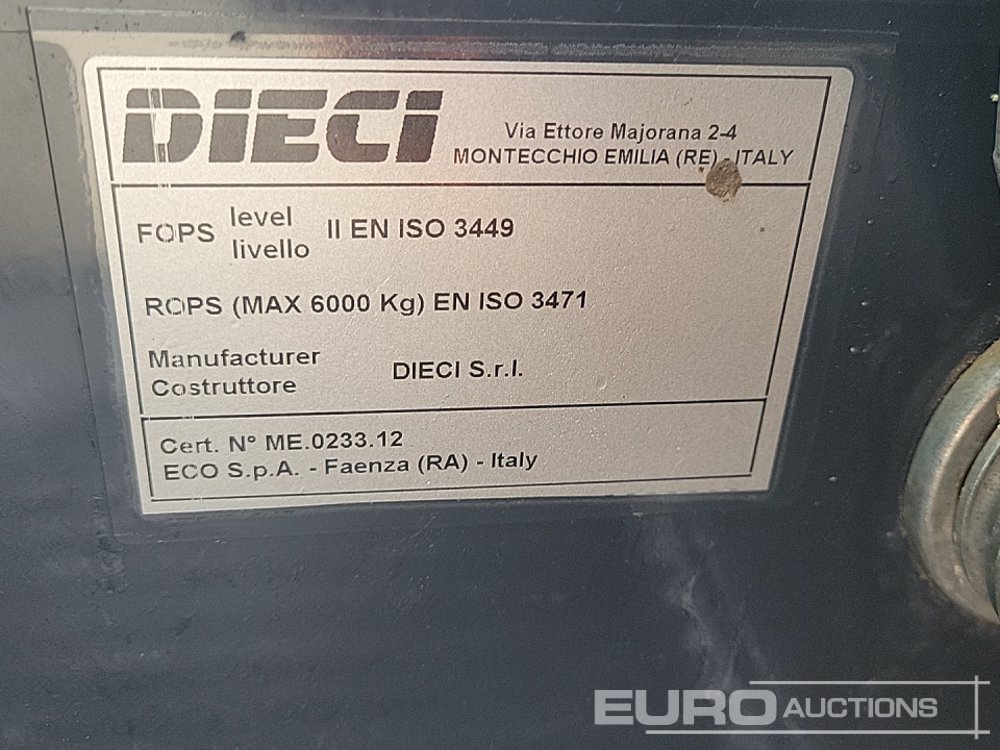 DIECI
Via Ettore Majorana 2-4
MONTECCHIO EMILIA (RE) - ITALY
FOPS level livello II EN ISO 3449
ROPS (MAX 6000 Kg) EN ISO 3471
Manufacturer
Costruttore
DIECI S.r.l.
Cert. N° ME.0233.12
ECO S.p.A. - Faenza (RA) - Italy
EURO AUCTIONS